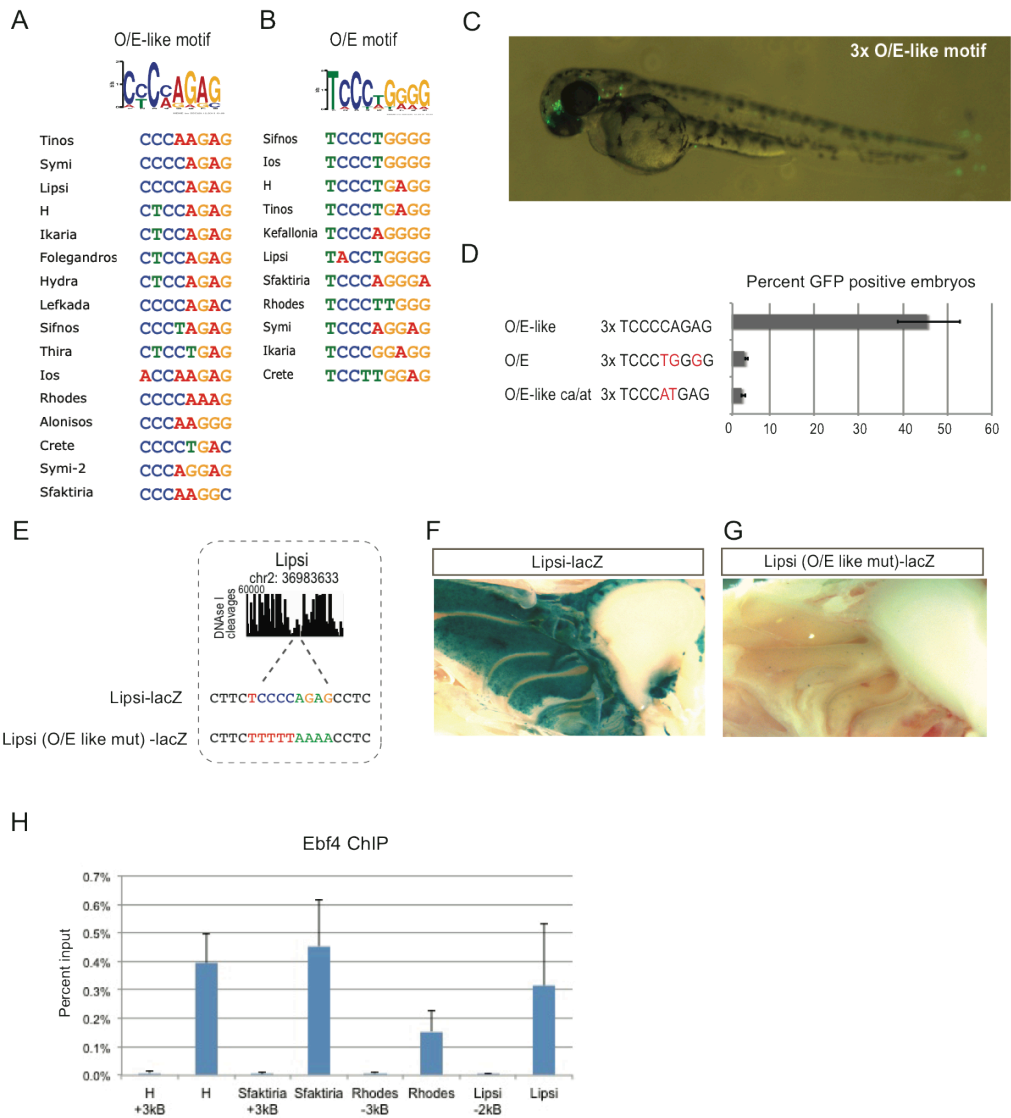 A
O/E-like motif
CcCcAGAG
Tinos CCCAAGAG
Symi CCCCAGAG
Lipsi CCCCAGAG
H CTCCAGAG
Ikaria CTCCAGAG
Folegandros CTCCAGAG
Hydra CTCCAGAG
Lefkada CCCCAGAC
Sifnos CCCTAGAG
Thira CTCCTGAG
Ios ACCAAGAG
Rhodes CCCCAAAG
Alonisos CCCAAGGG
Crete CCCCTGAC
Symi-2 CCCAGGAG
Sfaktiria CCCAAGGC
B
O/E motif
TCCCTGGGG
Sifnos TCCCTGGGG
Ios TCCCTGGGG
H TCCCTGAGG
Tinos TCCCTGAGG
Kefallonia TCCCAGGGG
Lipsi TACCTGGGG
Sfaktiria TCCCAGGGA
Rhodes TCCCTTGGG
Symi TCCCAGGAG
Ikaria TCCCGGAGG
Crete TCCTTGGAG
C
3x O/E-like motif
D
Percent GFP positive embryos
O/E-like 3x TCCCCAGAG
O/E 3x TCCCTGGGG
O/E-like ca/at 3x TCCCATGAG
0 10 20 30 40 50 60
E
Lipsi
chr2: 36983633
60000
DNAse I
cleavages
Lipsi-lacZ CTTCTCCCCAGAGCCTC
Lipsi (O/E like mut) -lacZ CTTCTTTTTAAAACCTC
F
Lipsi-lacZ
G
Lipsi (O/E like mut)-lacZ
H
Ebf4 ChIP
Percent input
0.7%
0.6%
0.5%
0.4%
0.3%
0.2%
0.1%
0.0%
H Sfaktiria Rhodes Lipsi
H +3kB
Sfaktiria +3kB
Rhodes -3kB
Lipsi -2kB